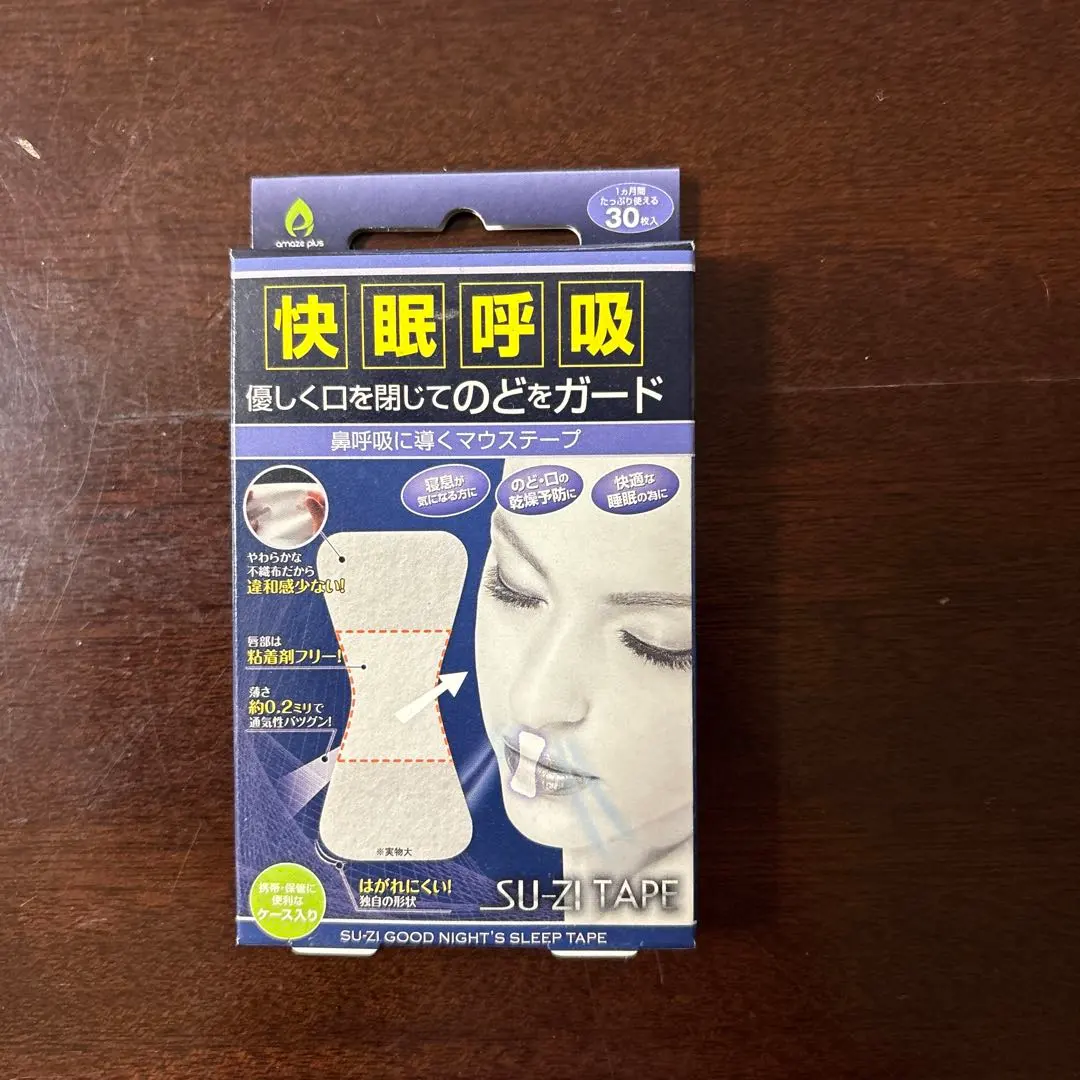 amaze plus
1ヵ月間
たっぷり使える
30枚入
快眠呼吸
優しく口を閉じてのどをガード
鼻呼吸に導くマウステープ
寝息が
気になる方に
のど・口の
乾燥予防に
快適な
睡眠の為に
やわらかな
不織布だから
違和感少ない!
唇部は
粘着剤フリー!
薄さ
約0.2ミリで
通気性バツグン!
※実物大
はがれにくい!
独自の形状
携帯・保管に
便利な
ケース入り
SU-ZI TAPE
SU-ZI GOOD NIGHT'S SLEEP TAPE